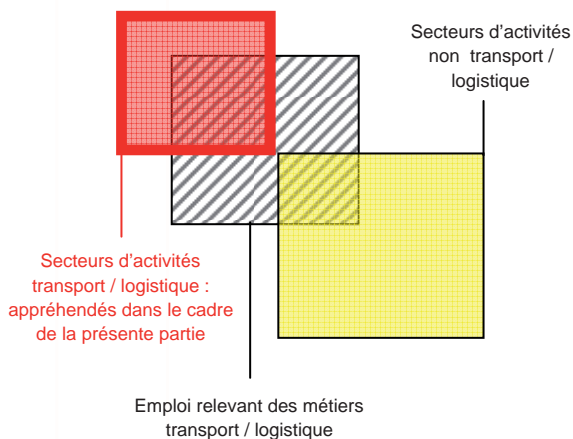 Secteurs d'activités
non transport /
logistique
Secteurs d'activités
transport / logistique :
appréhendés dans le cadre
de la présente partie
Emploi relevant des métiers
transport / logistique